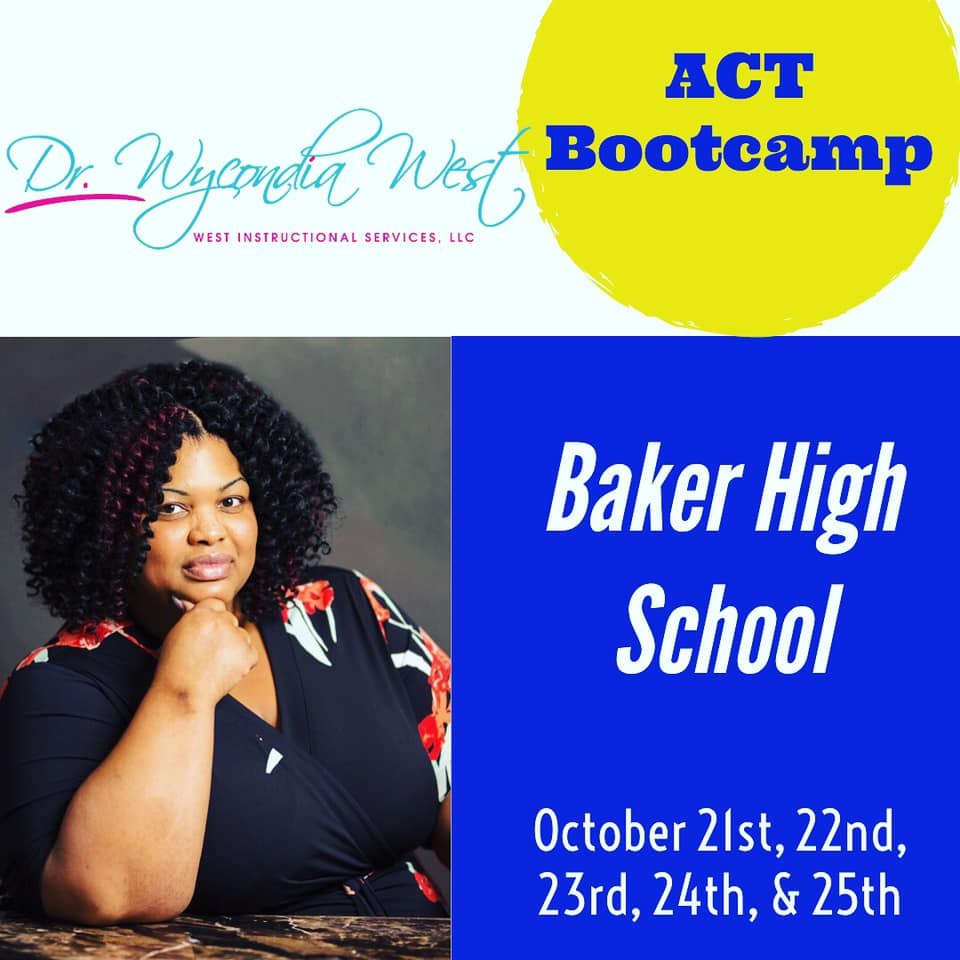 ACT
Bootcamp
Dr. Wycondia West
WEST INSTRUCTIONAL SERVICES, LLC
Baker High
School
October 21st, 22nd,
23rd, 24th, & 25th